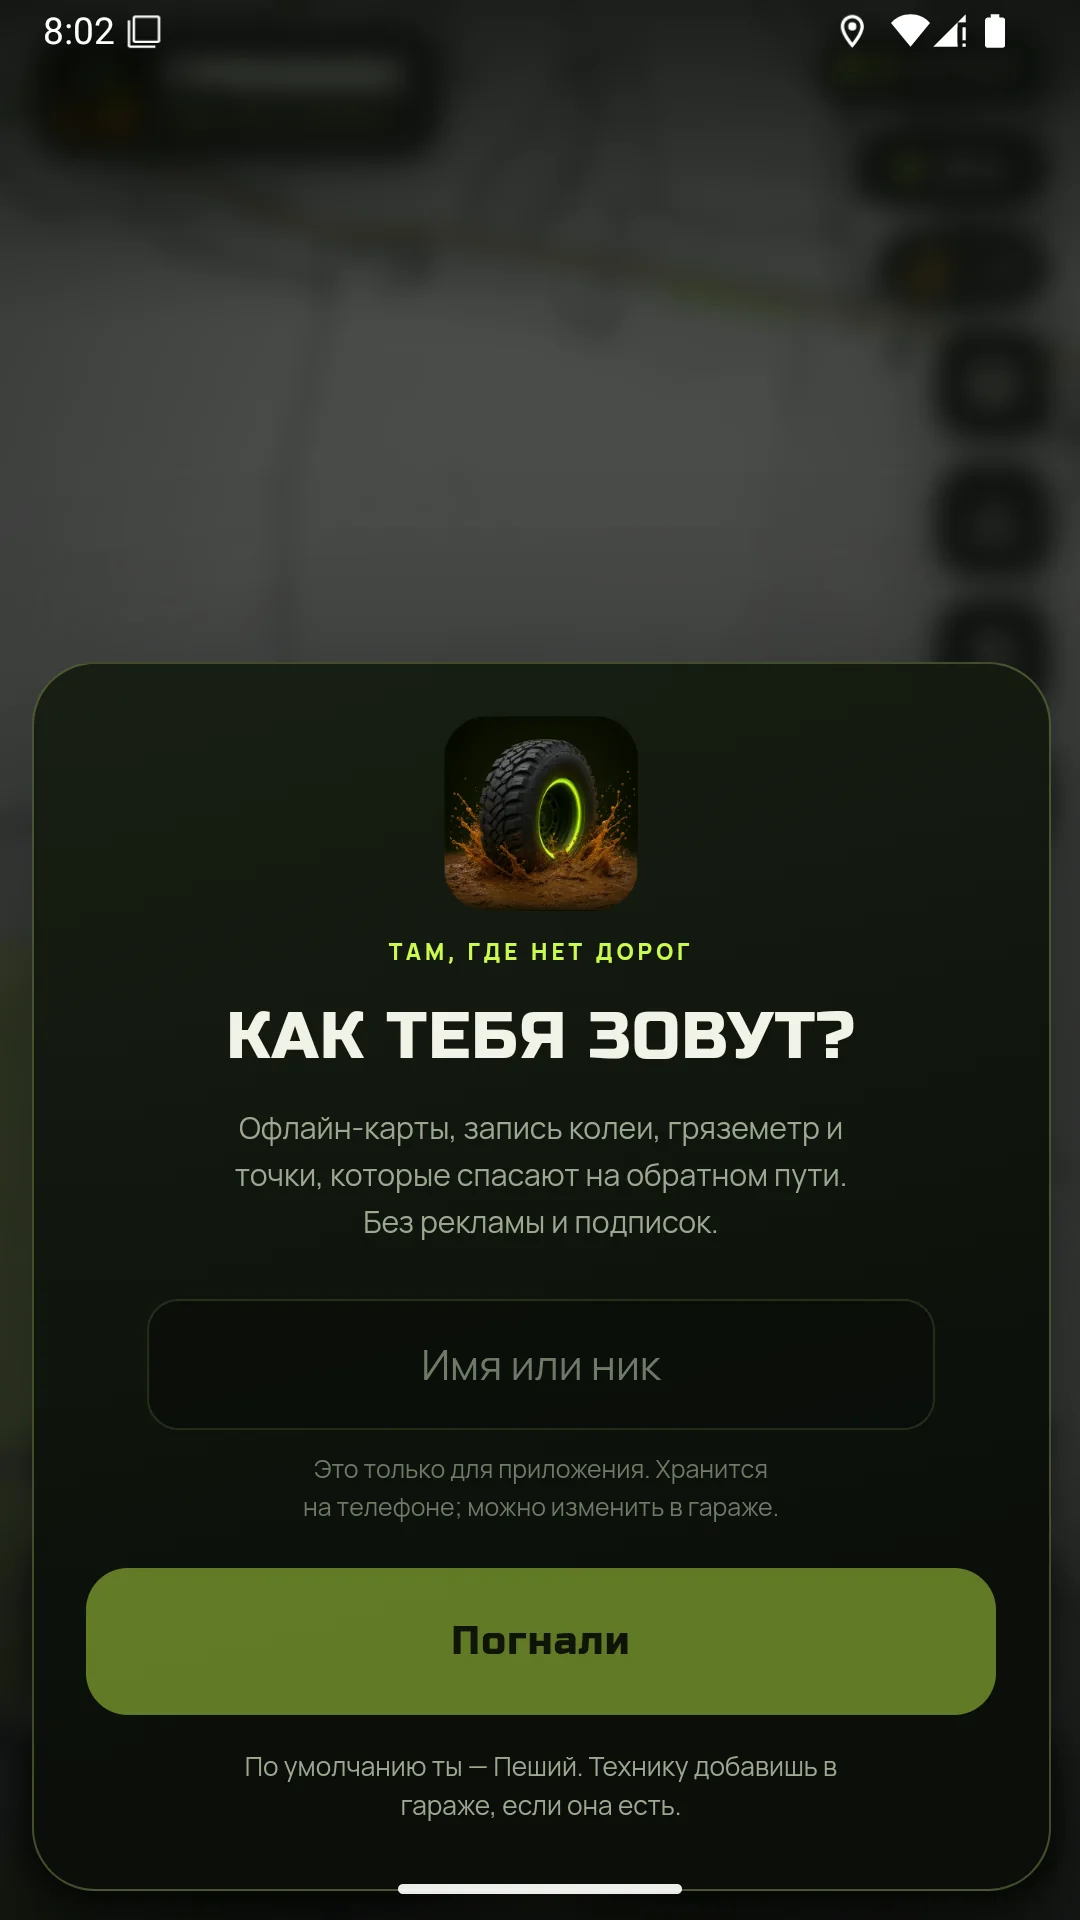 8:02
ТАМ, ГДЕ НЕТ ДОРОГ
КАК ТЕБЯ ЗОВУТ?
Офлайн-карты, запись колеи, гряземетр и
точки, которые спасают на обратном пути.
Без рекламы и подписок.
Имя или ник
Это только для приложения. Хранится
на телефоне; можно изменить в гараже.
Погнали
По умолчанию ты — Пеший. Технику добавишь в
гараже, если она есть.